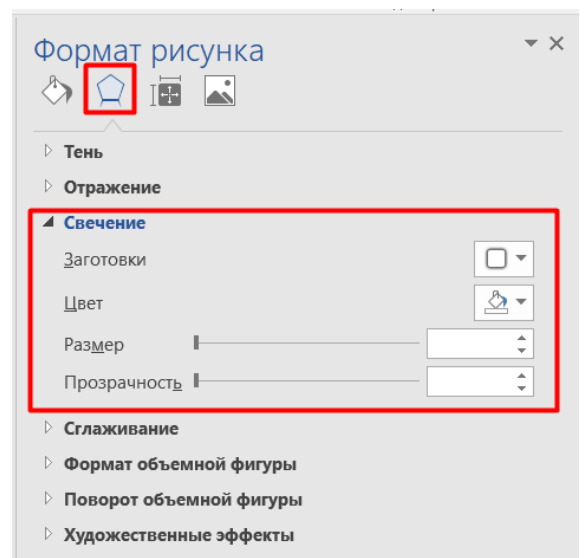 Формат рисунка
Тень
Отражение
Свечение
Заготовки
Цвет
Размер
Прозрачность
Сглаживание
Формат объемной фигуры
Поворот объемной фигуры
Художественные эффекты